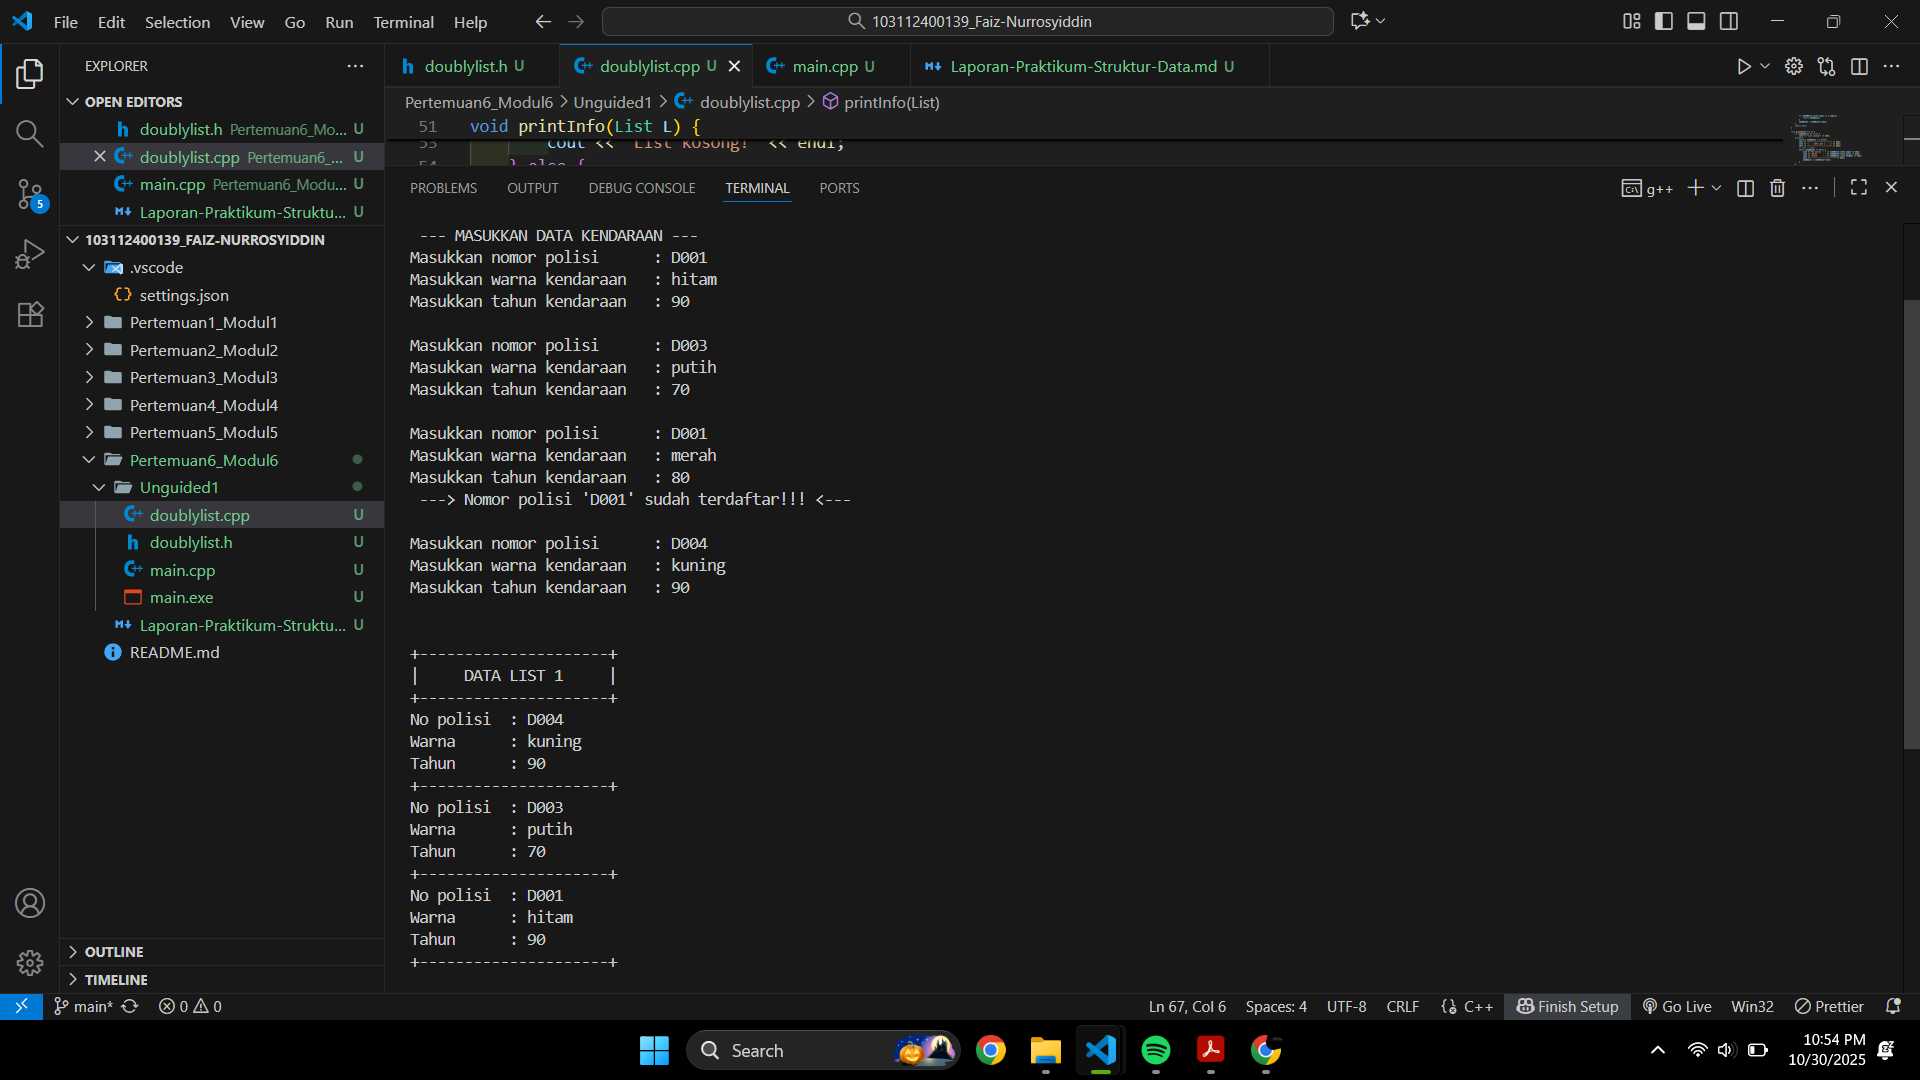 File Edit Selection View Go Run Terminal Help
103112400139_Faiz-Nurrosyiddin
EXPLORER
OPEN EDITORS
doublylist.h Pertemuan6_Mo... U
doublylist.cpp Pertemuan6_... U
main.cpp Pertemuan6_Modu... U
Laporan-Praktikum-Struktu... U
103112400139_FAIZ-NURROSYIDDIN
.vscode
settings.json
Pertemuan1_Modul1
Pertemuan2_Modul2
Pertemuan3_Modul3
Pertemuan4_Modul4
Pertemuan5_Modul5
Pertemuan6_Modul6
Unguided1
doublylist.cpp U
doublylist.h U
main.cpp U
main.exe U
Laporan-Praktikum-Struktu... U
README.md
OUTLINE
TIMELINE
5
doublylist.h U
doublylist.cpp U
main.cpp U
Laporan-Praktikum-Struktur-Data.md U
Pertemuan6_Modul6 > Unguided1 > doublylist.cpp > printInfo(List)
51 void printInfo(List L) {
53 cout << "List kosong!" << endl;
54 } else {
PROBLEMS OUTPUT DEBUG CONSOLE TERMINAL PORTS
g++
--- MASUKKAN DATA KENDARAAN ---
Masukkan nomor polisi : D001
Masukkan warna kendaraan : hitam
Masukkan tahun kendaraan : 90
Masukkan nomor polisi : D003
Masukkan warna kendaraan : putih
Masukkan tahun kendaraan : 70
Masukkan nomor polisi : D001
Masukkan warna kendaraan : merah
Masukkan tahun kendaraan : 80
---> Nomor polisi 'D001' sudah terdaftar!!! <---
Masukkan nomor polisi : D004
Masukkan warna kendaraan : kuning
Masukkan tahun kendaraan : 90
+---------------------+
| DATA LIST 1 |
+---------------------+
No polisi : D004
Warna : kuning
Tahun : 90
+---------------------+
No polisi : D003
Warna : putih
Tahun : 70
+---------------------+
No polisi : D001
Warna : hitam
Tahun : 90
+---------------------+
main* 0 0
Ln 67, Col 6 Spaces: 4 UTF-8 CRLF {} C++ Finish Setup Go Live Win32 Prettier
Search
10:54 PM
10/30/2025